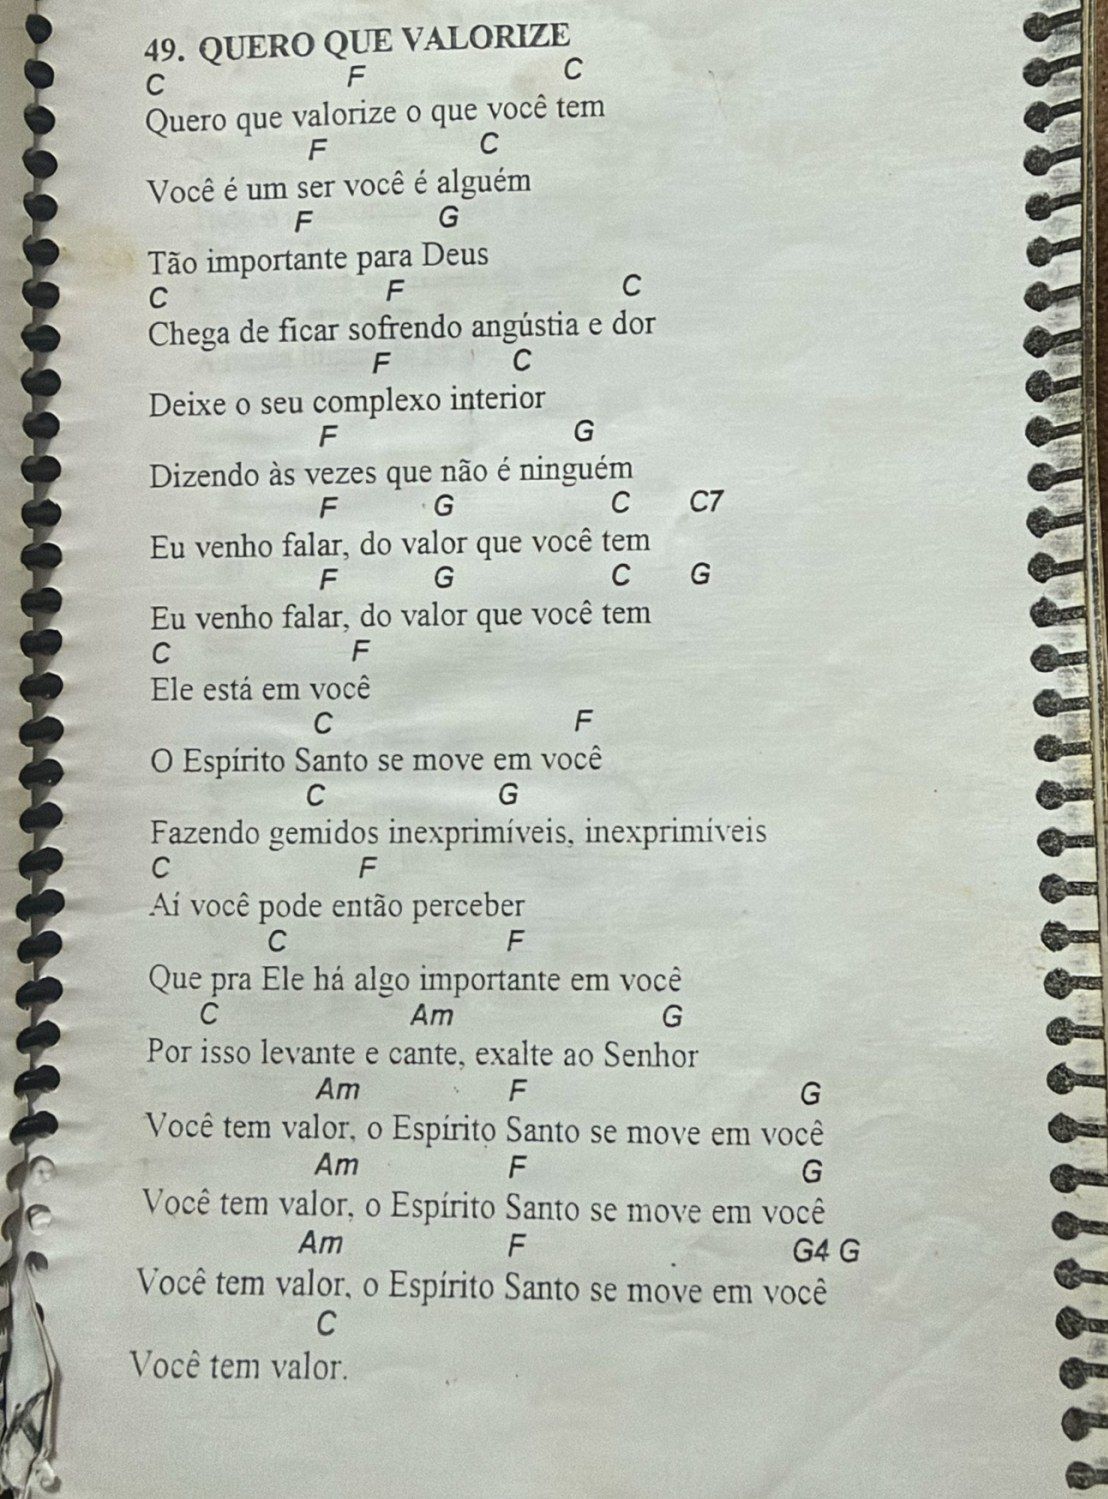 49. QUERO QUE VALORIZE
C F C
Quero que valorize o que você tem
F C
Você é um ser você é alguém
F G
Tão importante para Deus
C F C
Chega de ficar sofrendo angústia e dor
F C
Deixe o seu complexo interior
F G
Dizendo às vezes que não é ninguém
F G C C7
Eu venho falar, do valor que você tem
F G C G
Eu venho falar, do valor que você tem
C F
Ele está em você
C F
O Espírito Santo se move em você
C G
Fazendo gemidos inexprimíveis, inexprimíveis
C F
Aí você pode então perceber
C F
Que pra Ele há algo importante em você
C Am G
Por isso levante e cante, exalte ao Senhor
Am F G
Você tem valor, o Espírito Santo se move em você
Am F G
Você tem valor, o Espírito Santo se move em você
Am F G4 G
Você tem valor, o Espírito Santo se move em você
C
Você tem valor.